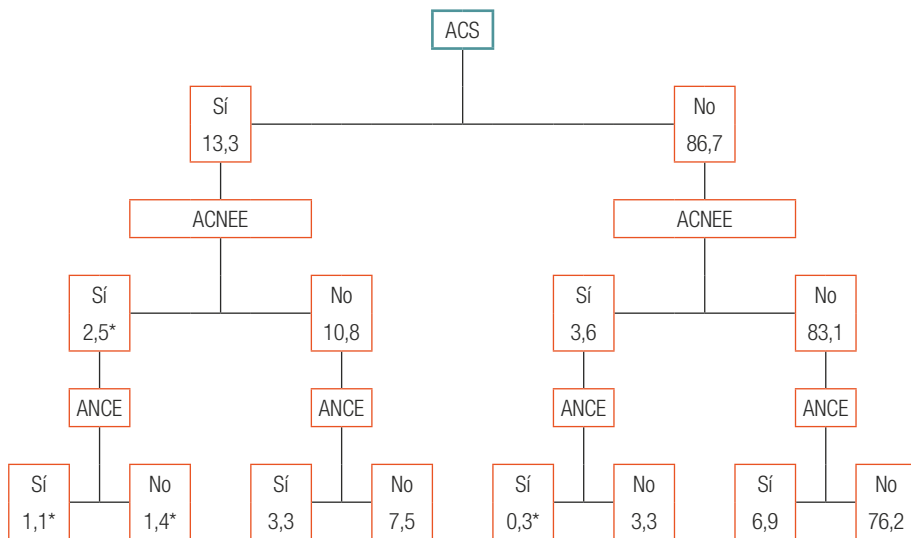 ACS
Sí
13,3
No
86,7
ACNEE
ACNEE
Sí
2,5*
No
10,8
Sí
3,6
No
83,1
ANCE
ANCE
ANCE
ANCE
Sí
1,1*
No
1,4*
Sí
3,3
No
7,5
Sí
0,3*
No
3,3
Sí
6,9
No
76,2